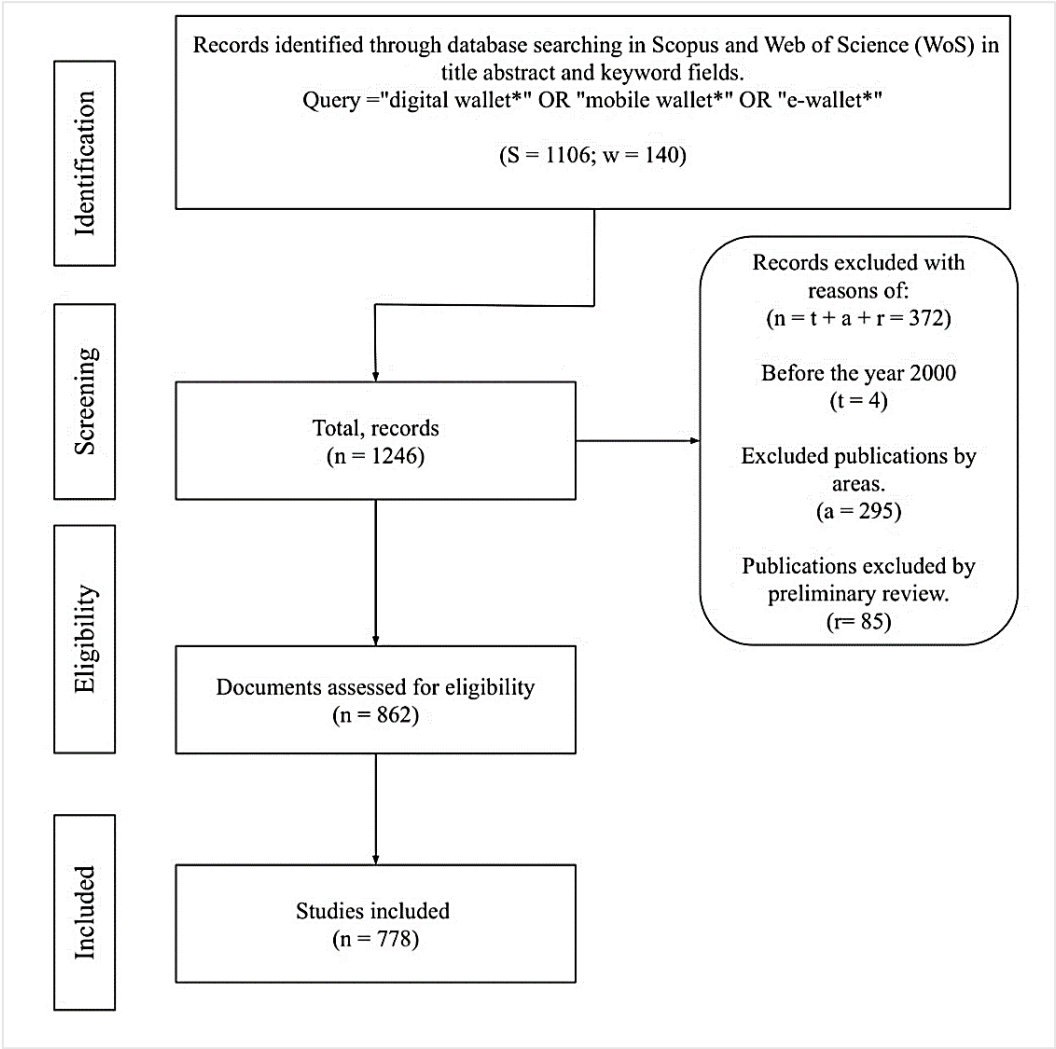 Identification
Records identified through database searching in Scopus and Web of Science (WoS) in
title abstract and keyword fields.
Query ="digital wallet*" OR "mobile wallet*" OR "e-wallet*"
(S = 1106; w = 140)
Screening
Total, records
(n = 1246)
Records excluded with
reasons of:
(n = t + a + r = 372)
Before the year 2000
(t = 4)
Excluded publications by
areas.
(a = 295)
Publications excluded by
preliminary review.
(r= 85)
Eligibility
Documents assessed for eligibility
(n = 862)
Included
Studies included
(n = 778)